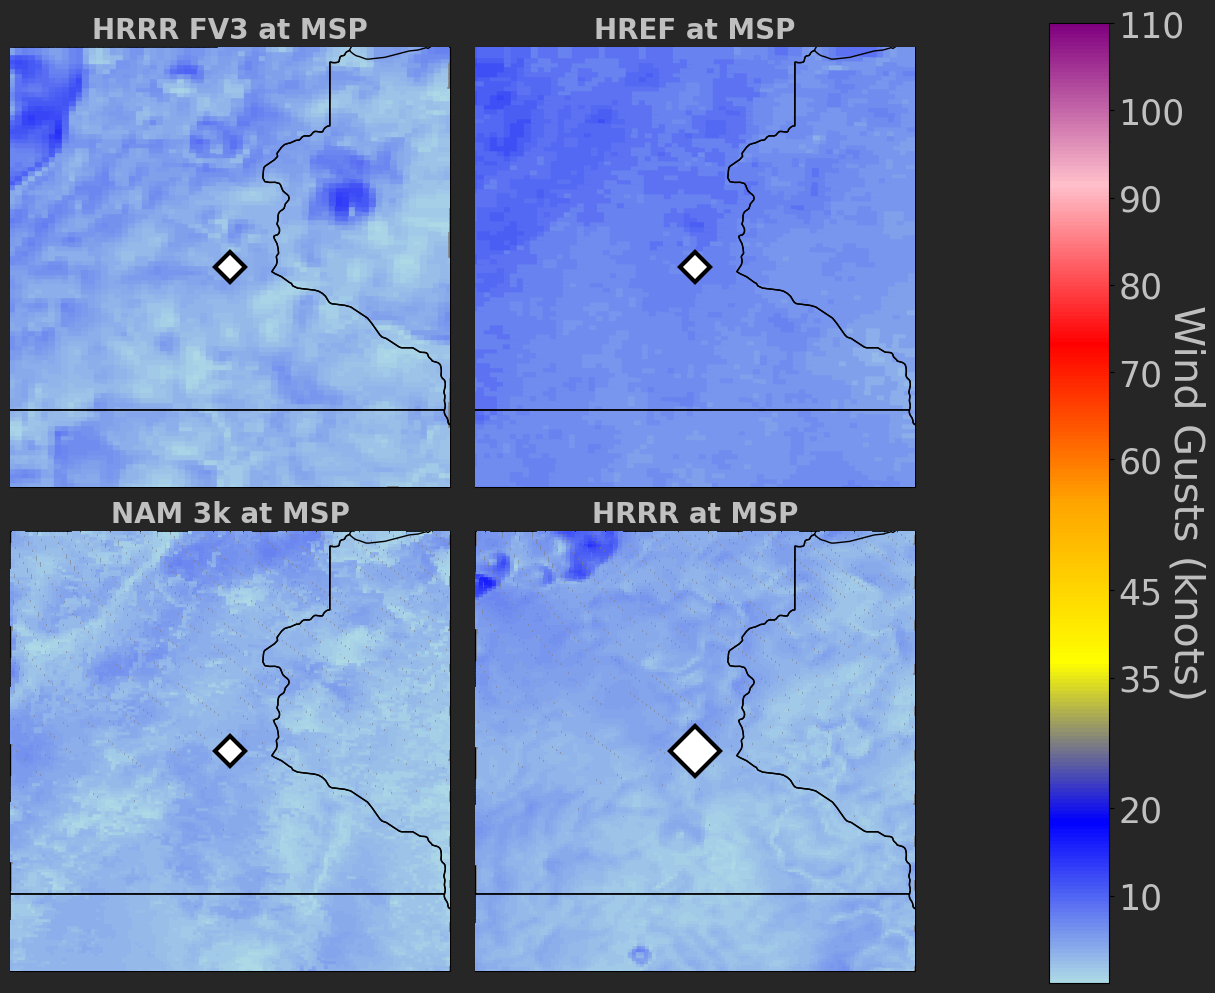 HRRR FV3 at MSP
HREF at MSP
NAM 3k at MSP
HRRR at MSP
110
100
90
80
70
60
45
35
20
10
Wind Gusts (knots)